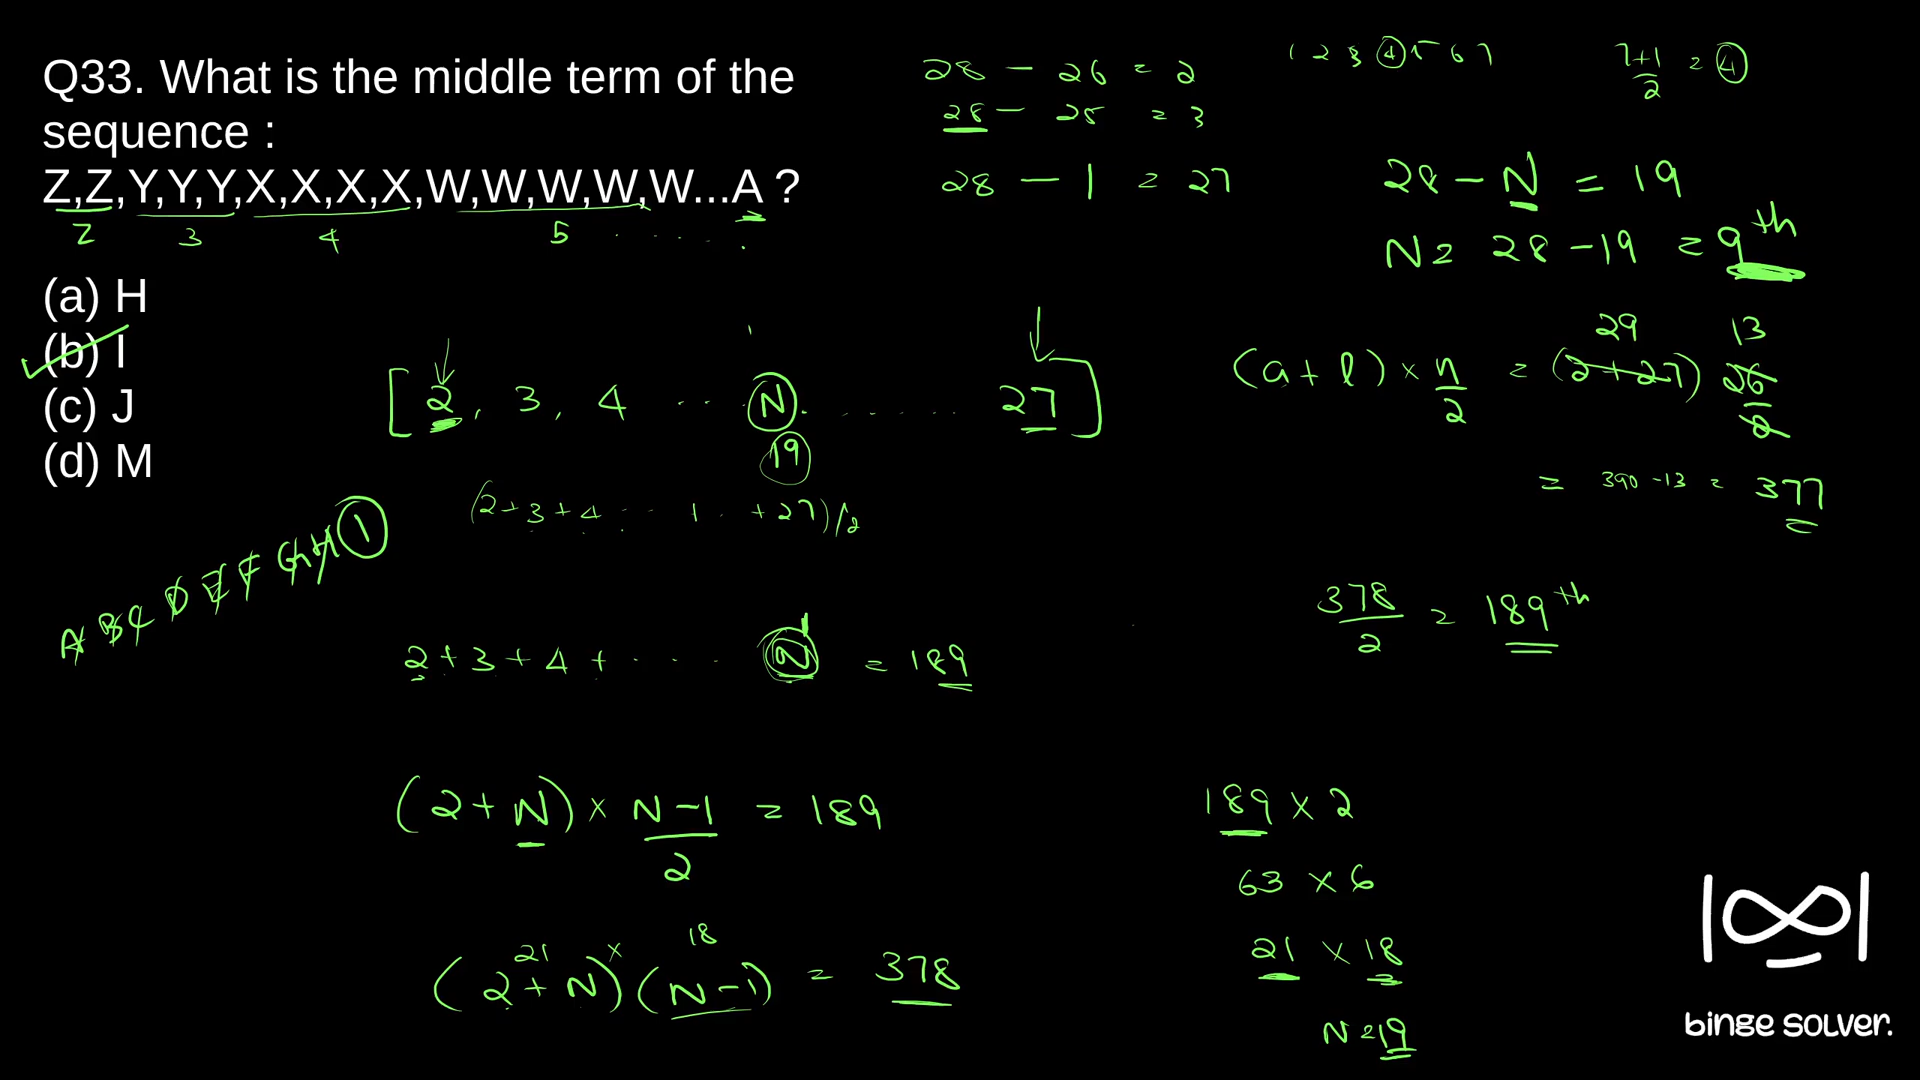 Q33. What is the middle term of the
sequence :
Z,Z,Y,Y,Y,X,X,X,X,W,W,W,W,W...A ?
2 3 4 5 . . . . . .
(a) H
(b) I
(c) J
(d) M
28 - 26 = 2
28 - 25 = 3
28 - 1 = 27
1 2 3 4 5 6 7
7+1/2 = 4
28 - N = 19
N = 28 - 19 = 9th
[2, 3, 4 .. N. ...... 27]
19
(2+3+4 .. + . +27)/2
(a + l) × n/2 = (2+27) 26/2
29 13
= 390 - 13 = 377
378/2 = 189th
A B C D E F G H I
2 + 3 + 4 + . . . N = 189
(2 + N) × N-1/2 = 189
21 × 18
(2 + N) (N - 1) = 378
189 × 2
63 × 6
21 × 18
N = 19
binge solver.